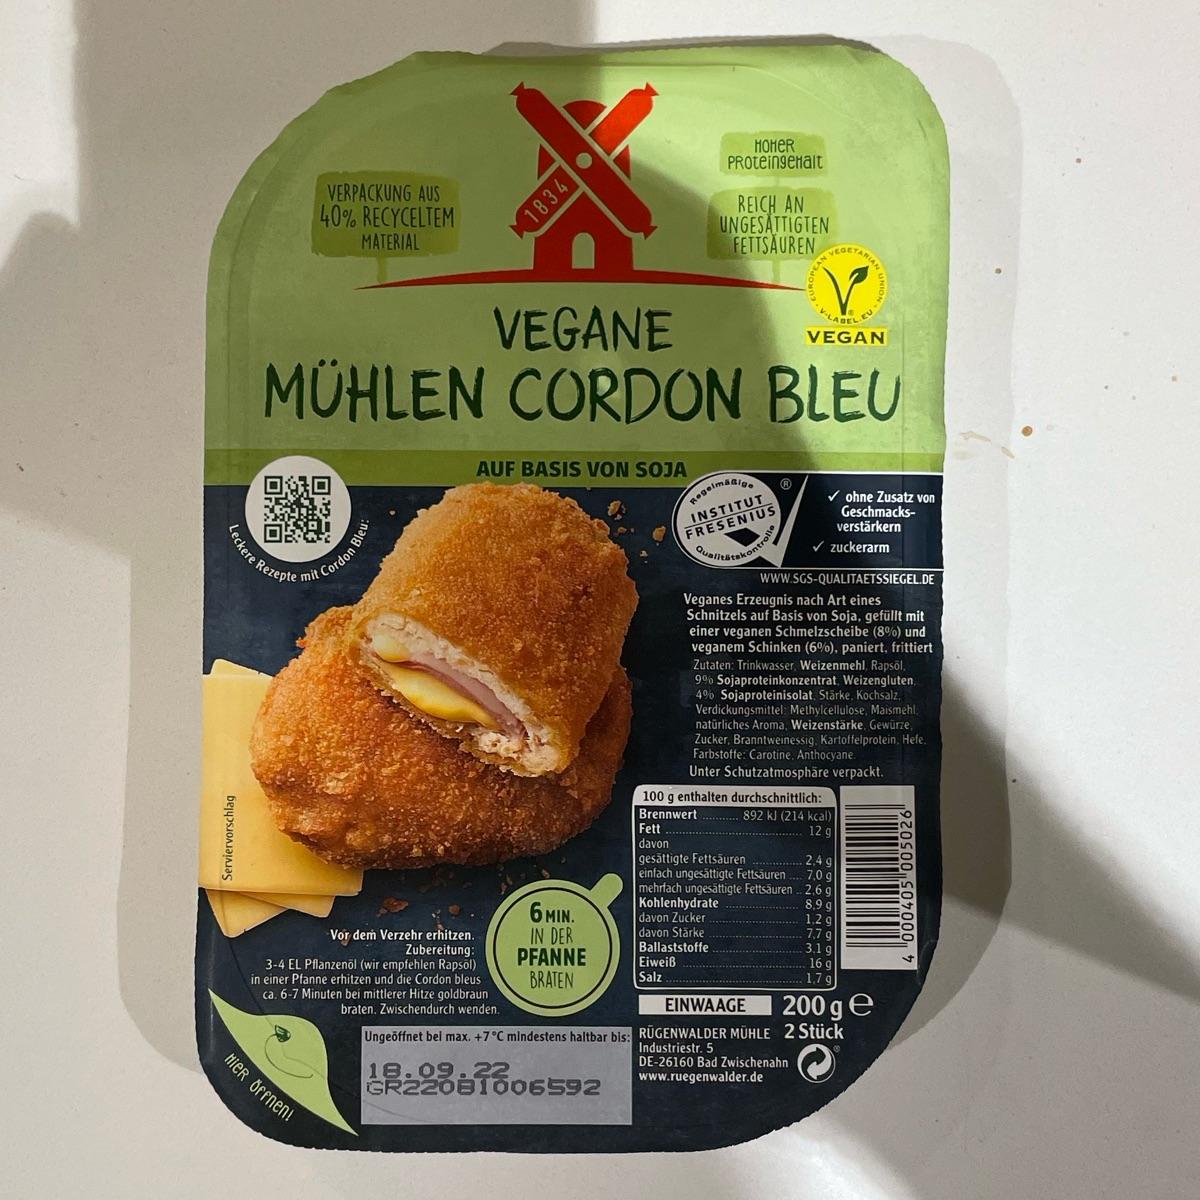 1834
VERPACKUNG AUS
40% RECYCELTEM
MATERIAL
HOHER
PROTEINGEHALT
REICH AN
UNGESÄTTIGTEN
FETTSÄUREN
EUROPEAN VEGETARIAN UNION
V-LABEL.EU
VEGAN
VEGANE
MÜHLEN CORDON BLEU
AUF BASIS VON SOJA
Leckere Rezepte mit Cordon Bleu:
Regelmäßige
INSTITUT
FRESENIUS
Qualitätskontrolle
®
✓ ohne Zusatz von
Geschmacks-
verstärkern
✓ zuckerarm
WWW.SGS-QUALITAETSSIEGEL.DE
Veganes Erzeugnis nach Art eines
Schnitzels auf Basis von Soja, gefüllt mit
einer veganen Schmelzscheibe (8%) und
veganem Schinken (6%), paniert, frittiert
Zutaten: Trinkwasser, Weizenmehl, Rapsöl,
9% Sojaproteinkonzentrat, Weizengluten,
4% Sojaproteinisolat, Stärke, Kochsalz,
Verdickungsmittel: Methylcellulose, Maismehl,
natürliches Aroma, Weizenstärke, Gewürze,
Zucker, Branntweinessig, Kartoffelprotein, Hefe,
Farbstoffe: Carotine, Anthocyane.
Unter Schutzatmosphäre verpackt.
100 g enthalten durchschnittlich:
Brennwert ........ 892 kJ (214 kcal)
Fett ........ 12 g
davon
gesättigte Fettsäuren ........ 2,4 g
einfach ungesättigte Fettsäuren .... 7,0 g
mehrfach ungesättigte Fettsäuren .. 2,6 g
Kohlenhydrate ........ 8,9 g
davon Zucker ........ 1,2 g
davon Stärke ........ 7,7 g
Ballaststoffe ........ 3,1 g
Eiweiß ........ 16 g
Salz ........ 1,7 g
4 000405 005026
Serviervorschlag
Vor dem Verzehr erhitzen.
Zubereitung:
3-4 EL Pflanzenöl (wir empfehlen Rapsöl)
in einer Pfanne erhitzen und die Cordon bleus
ca. 6-7 Minuten bei mittlerer Hitze goldbraun
braten. Zwischendurch wenden.
6 MIN.
IN DER
PFANNE
BRATEN
EINWAAGE 200 g e
2 Stück
RÜGENWALDER MÜHLE
Industriestr. 5
DE-26160 Bad Zwischenahn
www.ruegenwalder.de
Ungeöffnet bei max. +7°C mindestens haltbar bis:
18.09.22
GR22081006592
HIER ÖFFNEN!